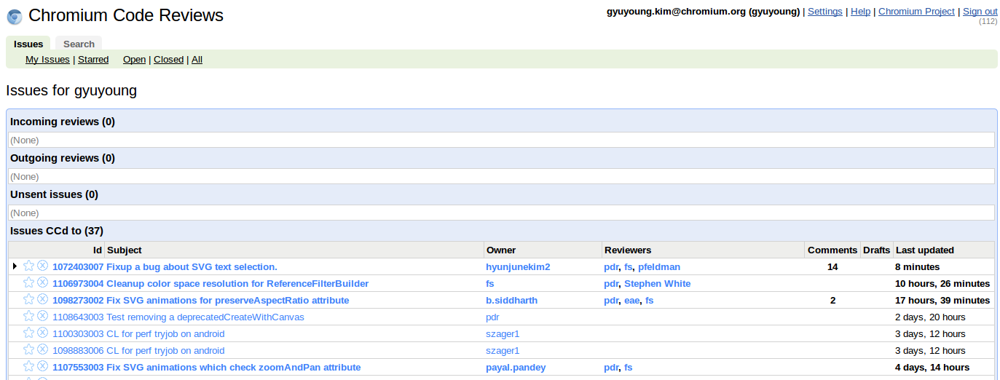 Chromium Code Reviews
gyuyoung.kim@chromium.org (gyuyoung) | Settings | Help | Chromium Project | Sign out
(112)
Issues Search
My Issues | Starred Open | Closed | All
Issues for gyuyoung
Incoming reviews (0)
(None)
Outgoing reviews (0)
(None)
Unsent issues (0)
(None)
Issues CCd to (37)
Id Subject Owner Reviewers Comments Drafts Last updated
1072403007 Fixup a bug about SVG text selection. hyunjunekim2 pdr, fs, pfeldman 14 8 minutes
1106973004 Cleanup color space resolution for ReferenceFilterBuilder fs pdr, Stephen White 10 hours, 26 minutes
1098273002 Fix SVG animations for preserveAspectRatio attribute b.siddharth pdr, eae, fs 2 17 hours, 39 minutes
1108643003 Test removing a deprecatedCreateWithCanvas pdr 2 days, 20 hours
1100303003 CL for perf tryjob on android szager1 3 days, 12 hours
1098883006 CL for perf tryjob on android szager1 3 days, 12 hours
1107553003 Fix SVG animations which check zoomAndPan attribute payal.pandey pdr, fs 4 days, 14 hours